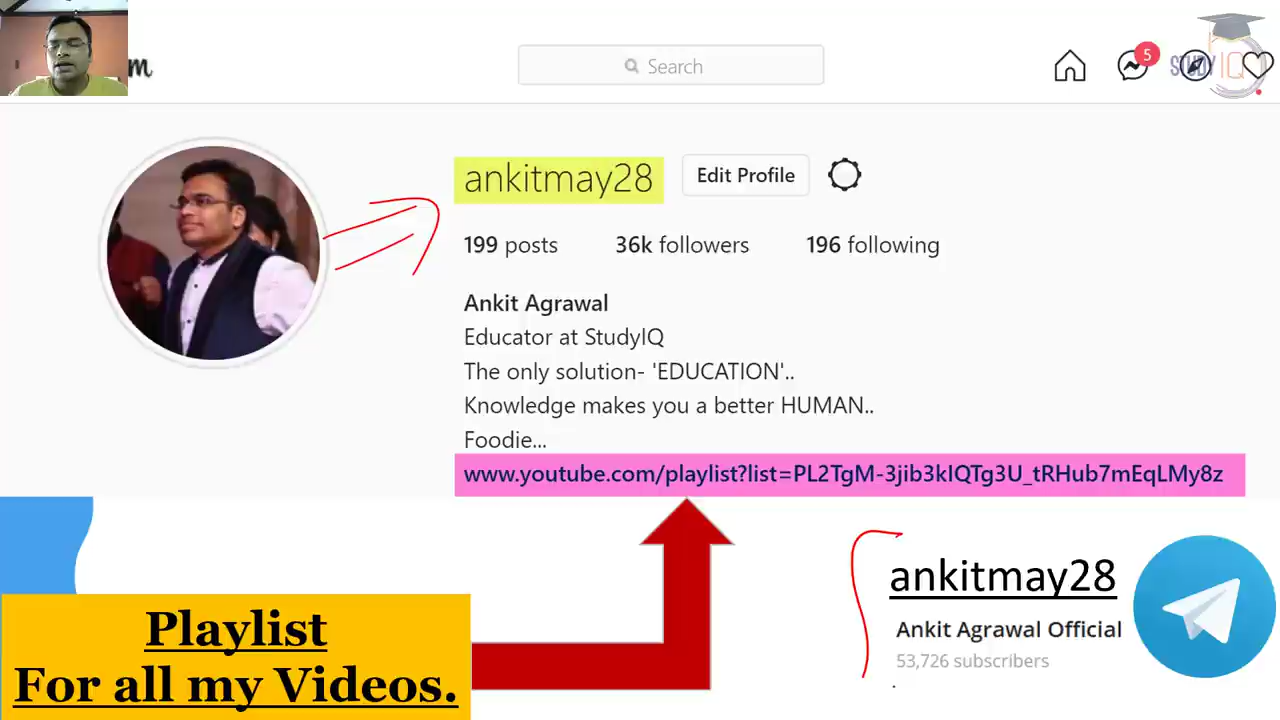 m
Search
5
STUDY IQ
ankitmay28
Edit Profile
199 posts 36k followers 196 following
Ankit Agrawal
Educator at StudyIQ
The only solution- 'EDUCATION'..
Knowledge makes you a better HUMAN..
Foodie...
www.youtube.com/playlist?list=PL2TgM-3jib3kIQTg3U_tRHub7mEqLMy8z
Playlist
For all my Videos.
ankitmay28
Ankit Agrawal Official
53,726 subscribers